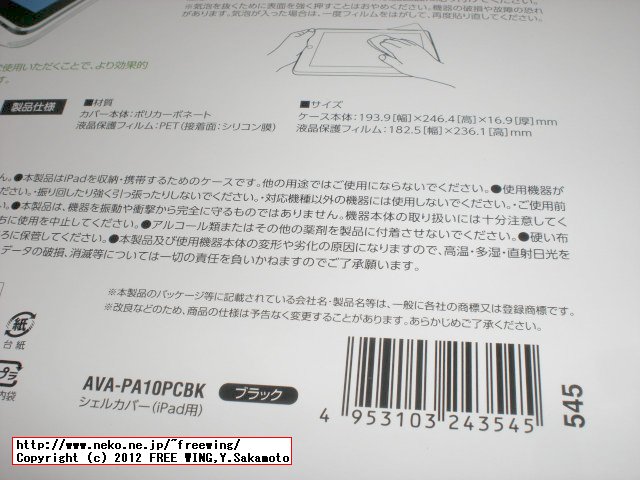 ※気泡を抜くために表面を強く押すことはおやめください。機器の破損や故障の恐れ
があります。気泡が入った場合は、一度フィルムをはがして、再度貼り直してください。
使用いただくことで、より効果的
す。
製品仕様
■材質
カバー本体：ポリカーボネート
液晶保護フィルム：PET（接着面：シリコン膜）
■サイズ
ケース本体：193.9［幅］×246.4［高］×16.9［厚］mm
液晶保護フィルム：182.5［幅］×236.1［高］mm
ん。●本製品はiPadを収納・携帯するためのケースです。他の用途ではご使用にならないでください。●使用機器が
ださい。・振り回したり強く引っ張ったりしないでください。・対応機種以外の機器には使用しないでください。・ご使用前
い。●本製品は、機器を振動や衝撃から完全に守るものではありません。機器本体の取り扱いには十分注意してく
ちに使用を中止してください。●アルコール類またはその他の薬剤を製品に付着させないでください。●硬い布
ろに保管してください。●本製品及び使用機器本体の変形や劣化の原因になりますので、高温・多湿・直射日光を
データの破損、消滅等については一切の責任を負いかねますのでご了承願います。
※本製品のパッケージ等に記載されている会社名・製品名等は、一般に各社の商標又は登録商標です。
※改良などのため、商品の仕様は予告なく変更することがあります。あらかじめご了承ください。
紙
台紙
プラ
内袋
AVA-PA10PCBK ブラック
シェルカバー（iPad用）
4 953103 243545
545
http://www.neko.ne.jp/~freewing/
Copyright (c) 2012 FREE WING,Y.Sakamoto